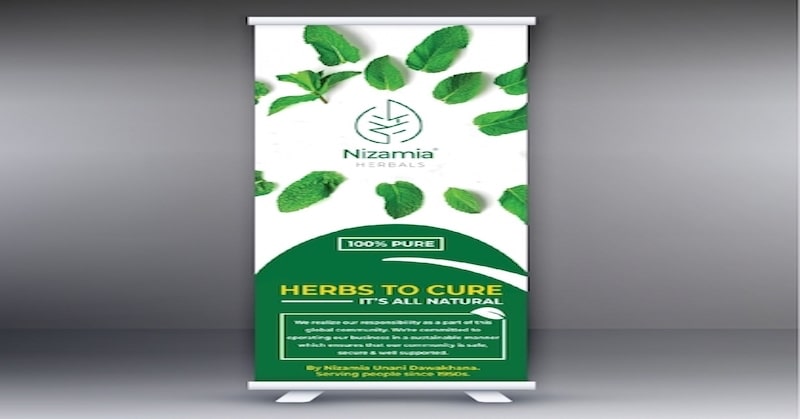 Nizamia®
HERBALS
100% PURE
HERBS TO CURE
IT'S ALL NATURAL
We realize our responsibility as a part of this
global community. We're committed to
operating our business in a sustainable manner
which ensures that our community is safe,
secure & well supported.
By Nizamia Unani Dawakhana.
Serving people since 1950s.